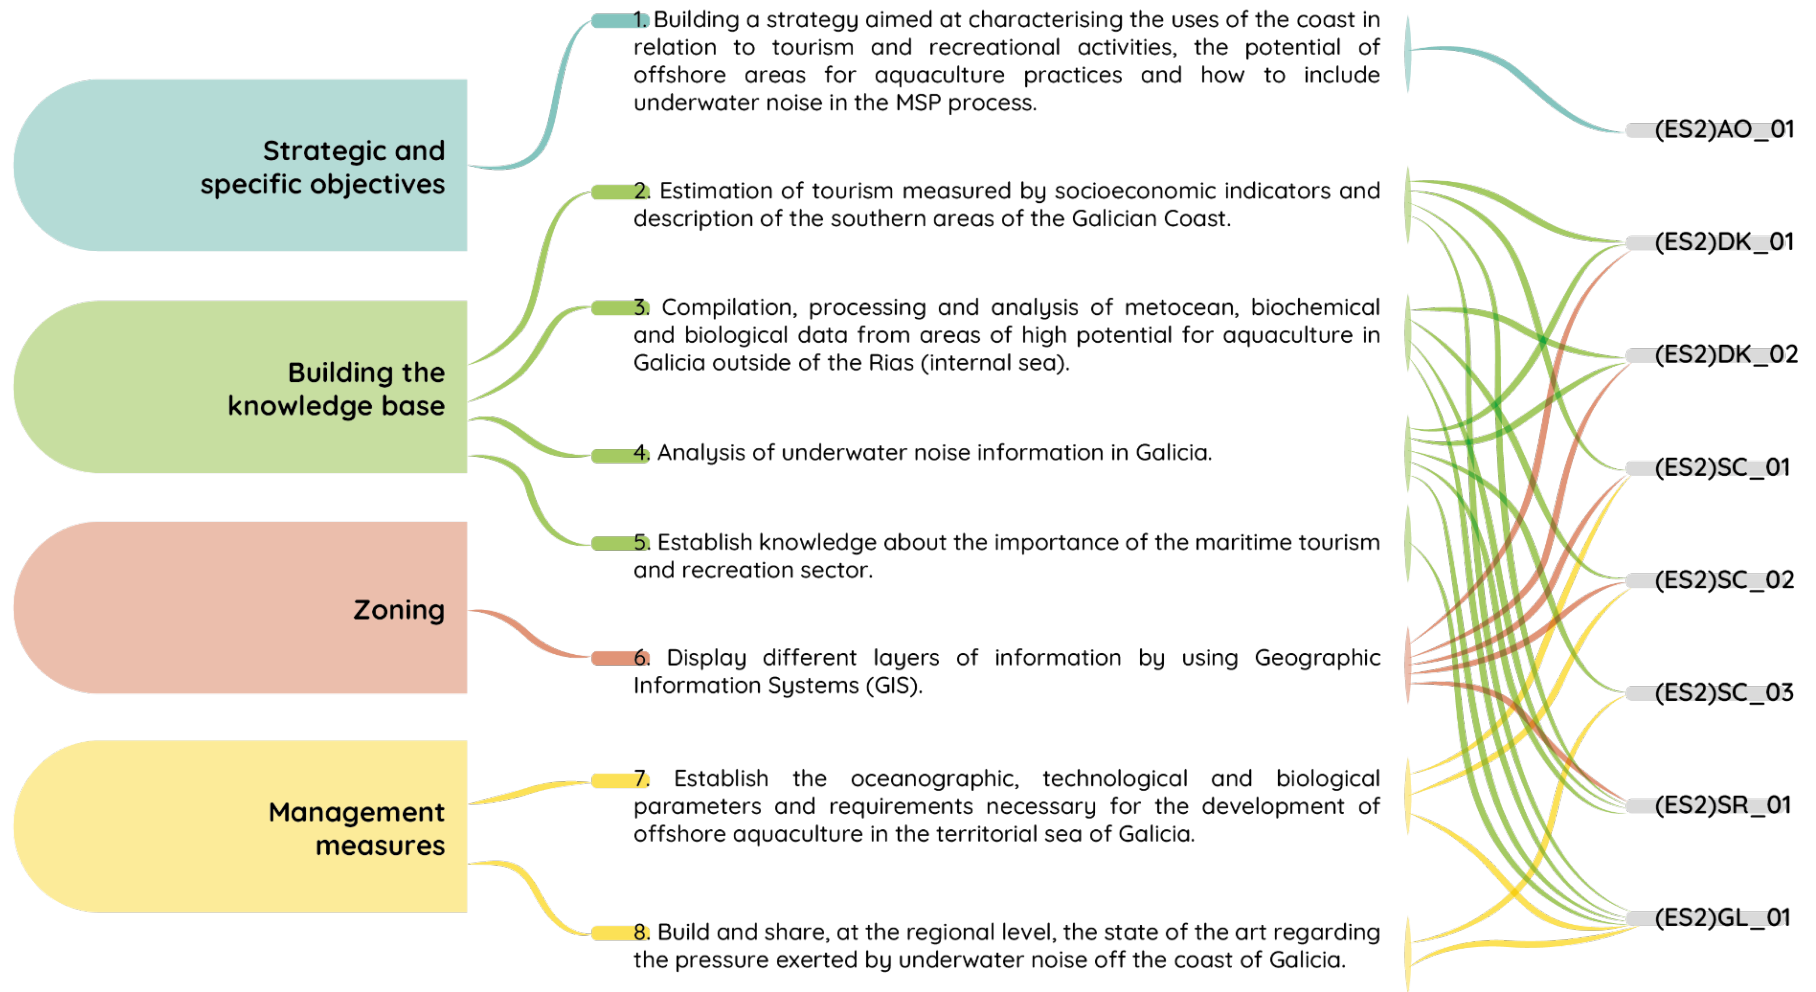 Strategic and
specific objectives
Building the
knowledge base
Zoning
Management
measures
1. Building a strategy aimed at characterising the uses of the coast in
relation to tourism and recreational activities, the potential of
offshore areas for aquaculture practices and how to include
underwater noise in the MSP process.
2. Estimation of tourism measured by socioeconomic indicators and
description of the southern areas of the Galician Coast.
3. Compilation, processing and analysis of metocean, biochemical
and biological data from areas of high potential for aquaculture in
Galicia outside of the Rias (internal sea).
4. Analysis of underwater noise information in Galicia.
5. Establish knowledge about the importance of the maritime tourism
and recreation sector.
6. Display different layers of information by using Geographic
Information Systems (GIS).
7. Establish the oceanographic, technological and biological
parameters and requirements necessary for the development of
offshore aquaculture in the territorial sea of Galicia.
8. Build and share, at the regional level, the state of the art regarding
the pressure exerted by underwater noise off the coast of Galicia.
(ES2)AO_01
(ES2)DK_01
(ES2)DK_02
(ES2)SC_01
(ES2)SC_02
(ES2)SC_03
(ES2)SR_01
(ES2)GL_01